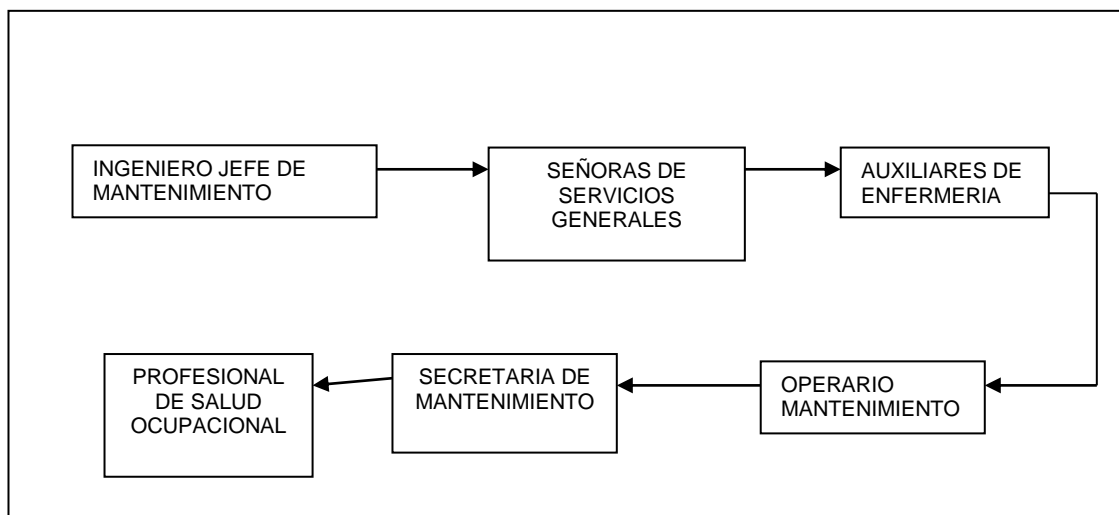 INGENIERO JEFE DE
MANTENIMIENTO
SEÑORAS DE
SERVICIOS
GENERALES
AUXILIARES DE
ENFERMERIA
OPERARIO
MANTENIMIENTO
SECRETARIA DE
MANTENIMIENTO
PROFESIONAL
DE SALUD
OCUPACIONAL